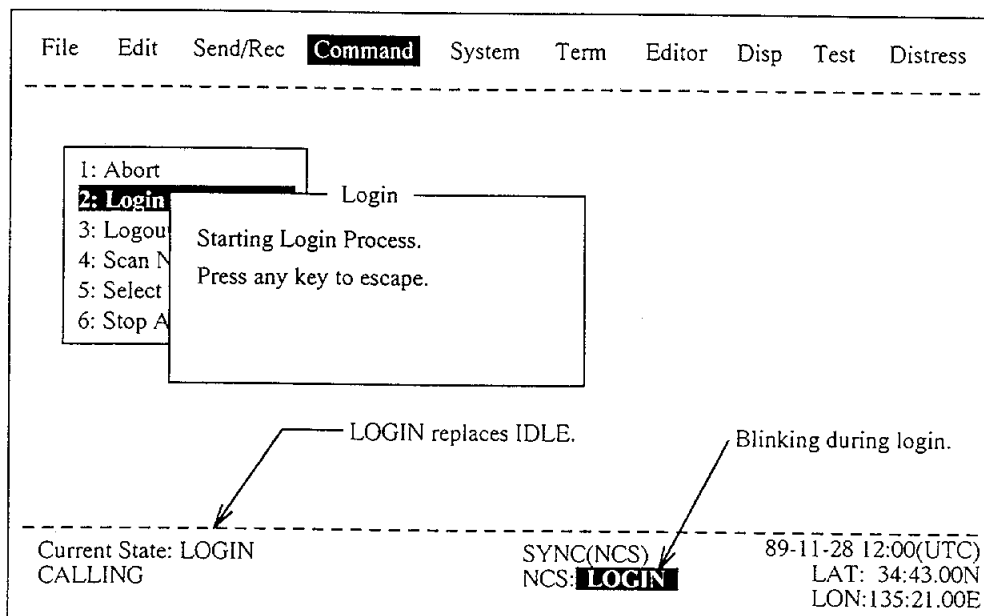 File Edit Send/Rec Command System Term Editor Disp Test Distress
1: Abort
2: Login
3: Logou
4: Scan N
5: Select
6: Stop A
Login
Starting Login Process.
Press any key to escape.
LOGIN replaces IDLE.
Blinking during login.
Current State: LOGIN
CALLING
SYNC(NCS)
NCS: LOGIN
89-11-28 12:00(UTC)
LAT: 34:43.00N
LON:135:21.00E